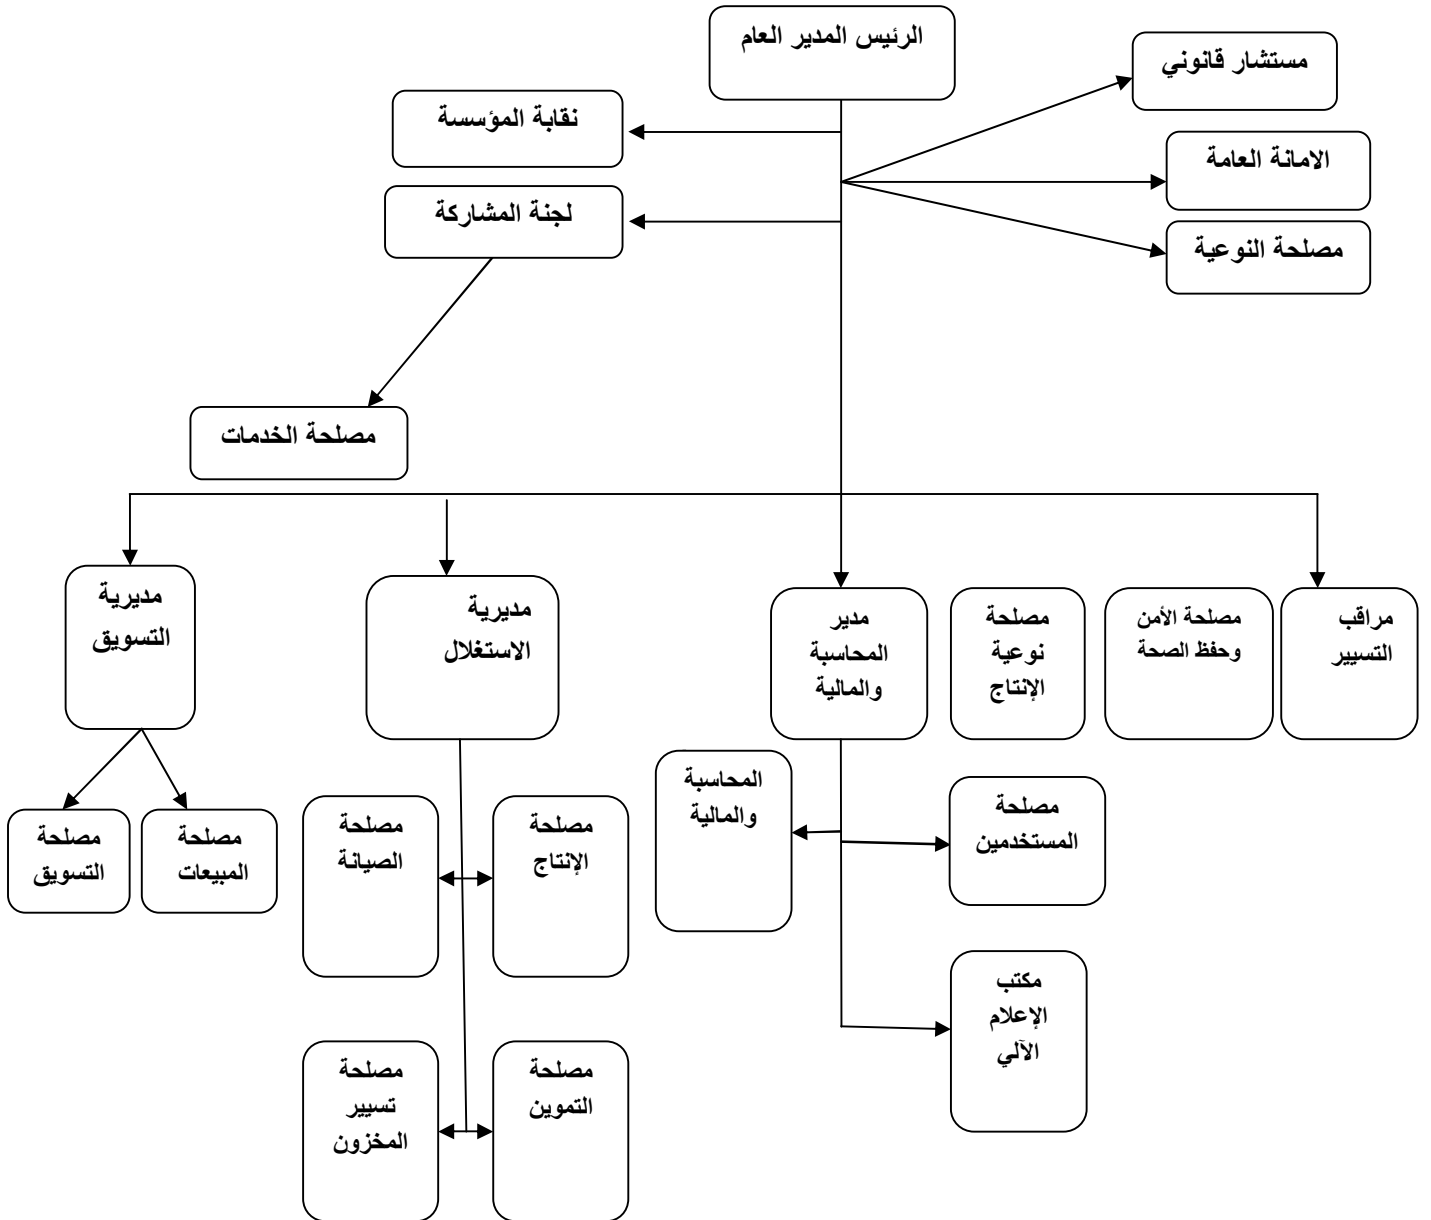 الرئيس المدير العام
مستشار قانوني
نقابة المؤسسة
الامانة العامة
لجنة المشاركة
مصلحة النوعية
مصلحة الخدمات
مراقب
التسيير
مصلحة الأمن
وحفظ الصحة
مصلحة
نوعية
الإنتاج
مدير
المحاسبة
والمالية
مديرية
الاستغلال
مديرية
التسويق
مصلحة
المستخدمين
المحاسبة
والمالية
مصلحة
الإنتاج
مصلحة
الصيانة
مصلحة
المبيعات
مصلحة
التسويق
مكتب
الإعلام
الآلي
مصلحة
التموين
مصلحة
تسيير
المخزون